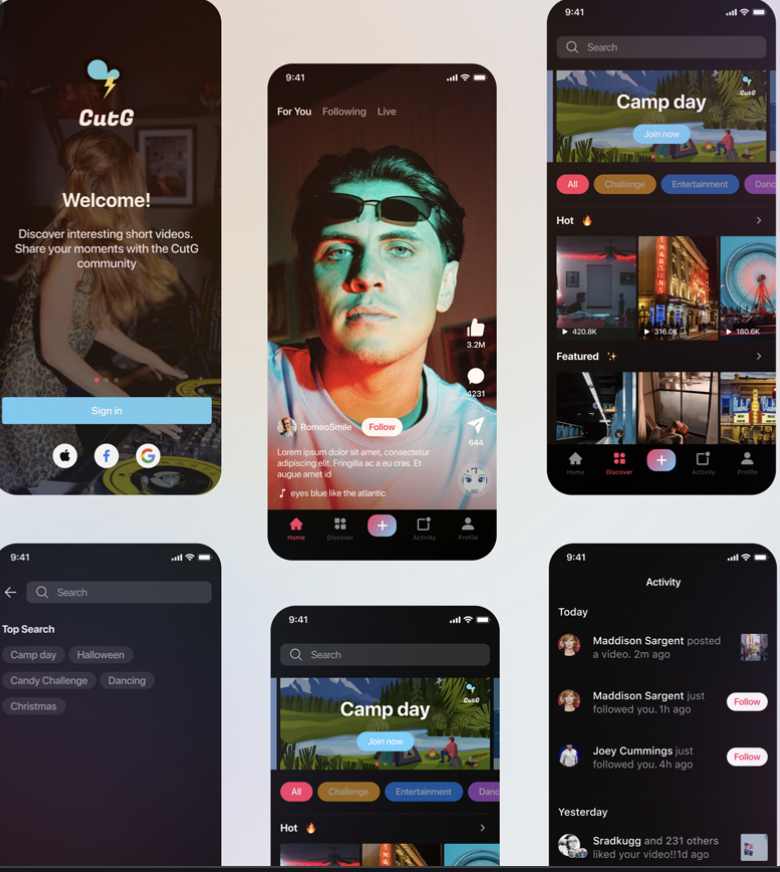 CutG
Welcome!
Discover interesting short videos.
Share your moments with the CutG
community
Sign in
9:41
For You Following Live
3.2M
4231
RomeoSmile Follow
644
Lorem ipsum dolor sit amet, consectetur
adipiscing elit. Fringilla ac a eu cras. Et
augue amet id
eyes blue like the atlantic
Home Discover Activity Profile
9:41
Search
CutG
Camp day
Join now
All Challenge Entertainment Danc
Hot
MARTINIS
420.8K 316.0K 180.6K
Featured
Home Discover Activity Profile
9:41
Search
Top Search
Camp day Halloween
Candy Challenge Dancing
Christmas
9:41
Search
CutG
Camp day
Join now
All Challenge Entertainment Danc
Hot
9:41
Activity
Today
Maddison Sargent posted
a video. 2m ago
Maddison Sargent just
followed you. 1h ago
Follow
Joey Cummings just
followed you. 4h ago
Follow
Yesterday
Sradkugg and 231 others
liked your video!!1d ago